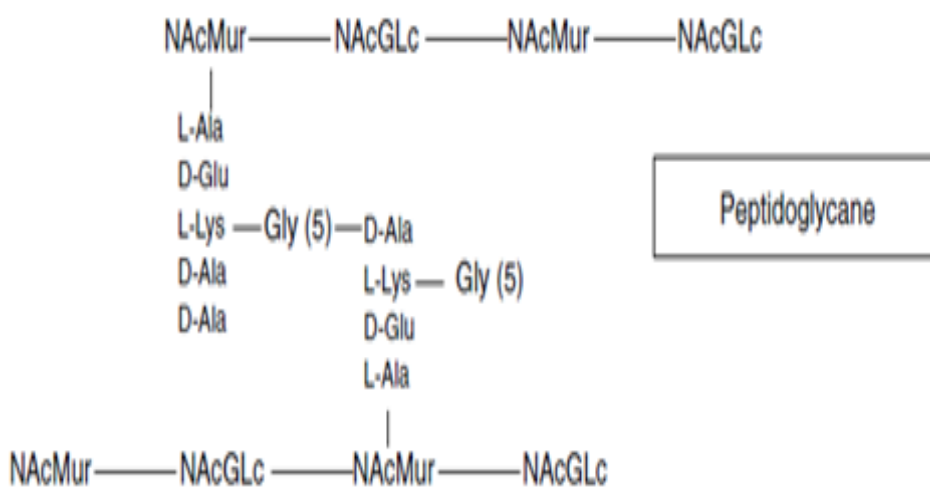 NAcMur NAcGLc NAcMur NAcGLc
L-Ala
D-Glu
L-Lys Gly (5) D-Ala
D-Ala L-Lys Gly (5)
D-Ala D-Glu
L-Ala
NAcMur NAcGLc NAcMur NAcGLc
Peptidoglycane